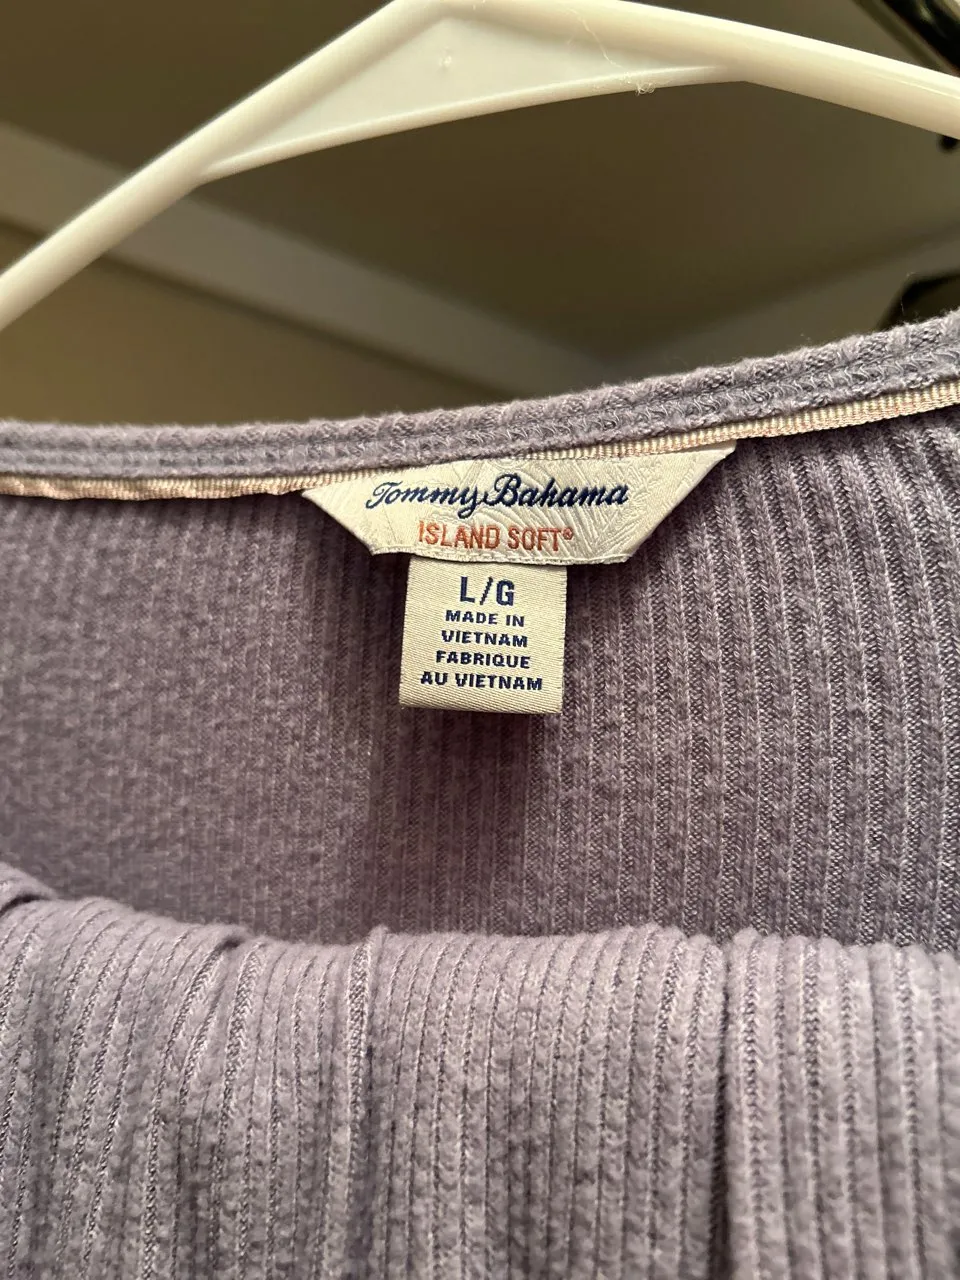 Tommy Bahama
ISLAND SOFT®
L/G
MADE IN
VIETNAM
FABRIQUE
AU VIETNAM